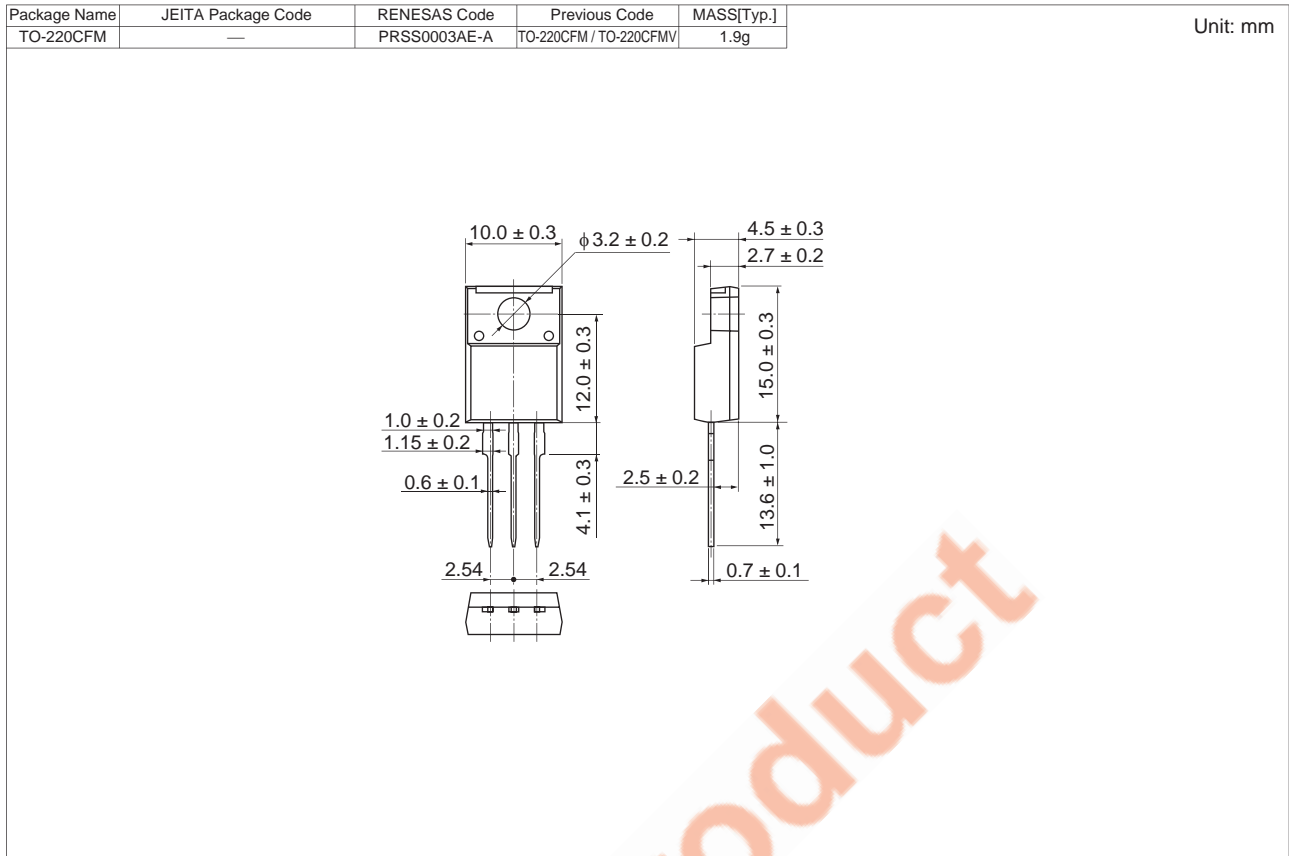 Package Name JEITA Package Code RENESAS Code Previous Code MASS[Typ.]
TO-220CFM — PRSS0003AE-A TO-220CFM / TO-220CFMV 1.9g
Unit: mm
10.0 ± 0.3
ϕ 3.2 ± 0.2
4.5 ± 0.3
2.7 ± 0.2
12.0 ± 0.3
15.0 ± 0.3
1.0 ± 0.2
1.15 ± 0.2
0.6 ± 0.1
4.1 ± 0.3
2.5 ± 0.2
13.6 ± 1.0
2.54 2.54
0.7 ± 0.1
oduct